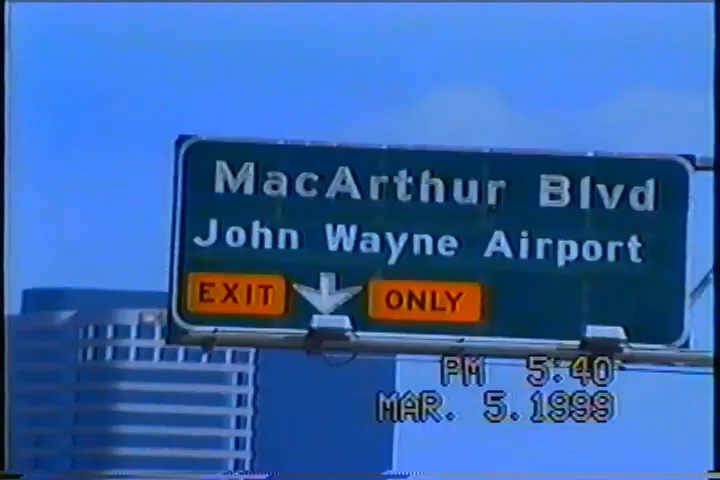 MacArthur Blvd
John Wayne Airport
EXIT ONLY
PM 5:40
MAR. 5.1999